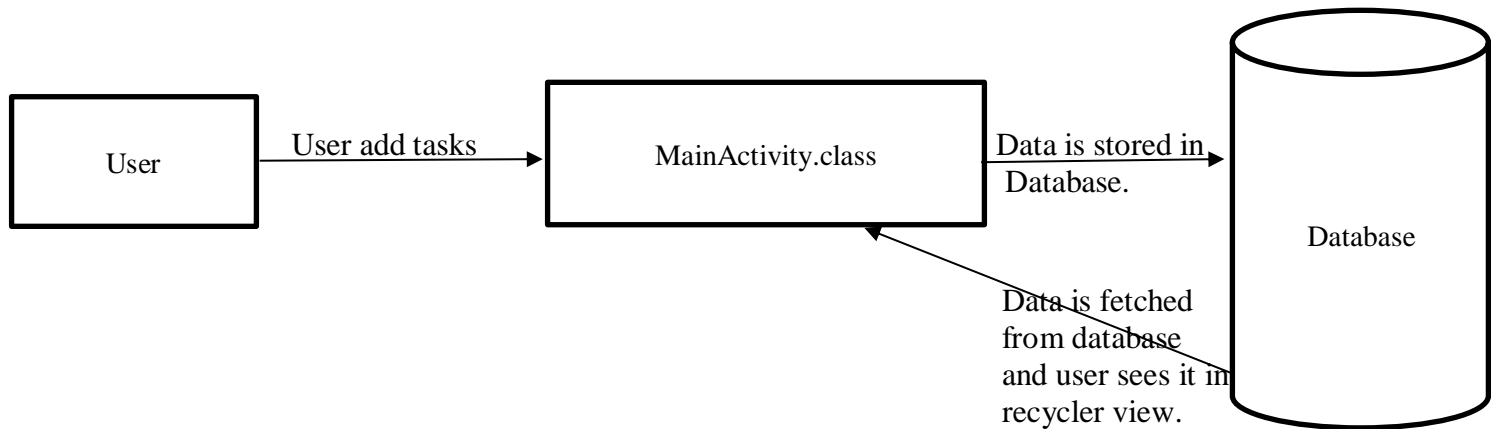 User
User add tasks
MainActivity.class
Data is stored in
Database.
Database
Data is fetched
from database
and user sees it in
recycler view.